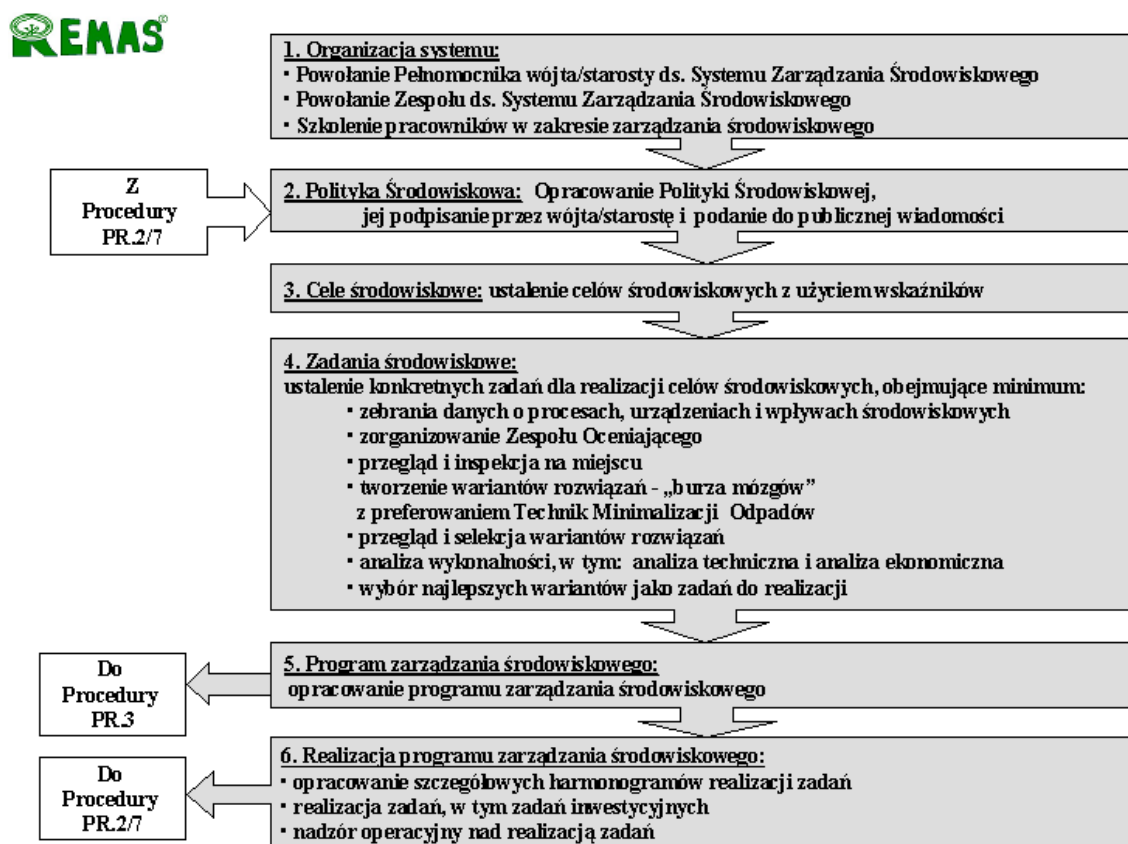 REMAS®
1. Organizacja systemu:
• Powołanie Pełnomocnika wójta/starosty ds. Systemu Zarządzania Środowiskowego
• Powołanie Zespołu ds. Systemu Zarządzania Środowiskowego
• Szkolenie pracowników w zakresie zarządzania środowiskowego
Z
Procedury
PR.2/7
2. Polityka Środowiskowa: Opracowanie Polityki Środowiskowej,
jej podpisanie przez wójta/starostę i podanie do publicznej wiadomości
3. Cele środowiskowe: ustalenie celów środowiskowych z użyciem wskaźników
4. Zadania środowiskowe:
ustalenie konkretnych zadań dla realizacji celów środowiskowych, obejmujące minimum:
• zebrania danych o procesach, urządzeniach i wpływach środowiskowych
• zorganizowanie Zespołu Oceniającego
• przegląd i inspekcja na miejscu
• tworzenie wariantów rozwiązań - „burza mózgów”
z preferowaniem Technik Minimalizacji Odpadów
• przegląd i selekcja wariantów rozwiązań
• analiza wykonalności, w tym: analiza techniczna i analiza ekonomiczna
• wybór najlepszych wariantów jako zadań do realizacji
Do
Procedury
PR.3
5. Program zarządzania środowiskowego:
opracowanie programu zarządzania środowiskowego
Do
Procedury
PR.2/7
6. Realizacja programu zarządzania środowiskowego:
• opracowanie szczegółowych harmonogramów realizacji zadań
• realizacja zadań, w tym zadań inwestycyjnych
• nadzór operacyjny nad realizacją zadań